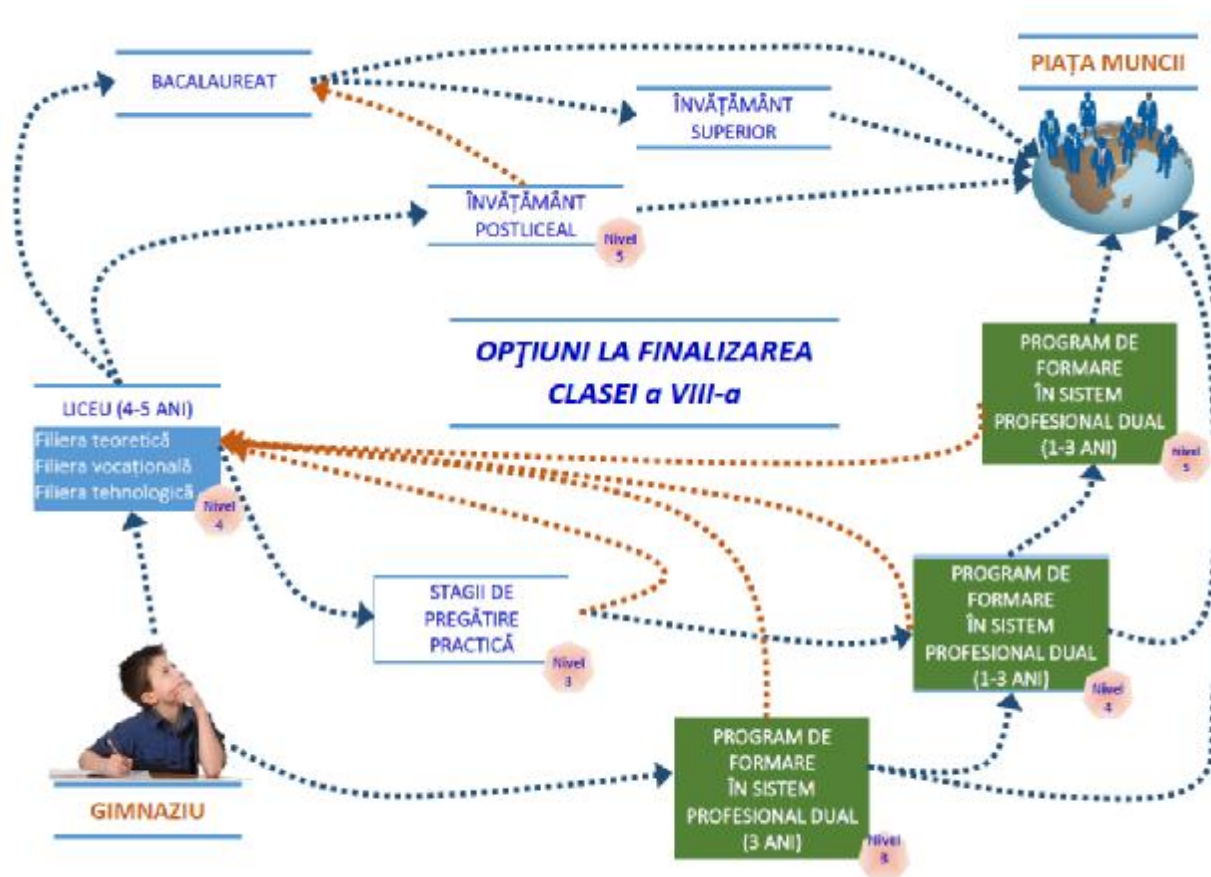 BACALAUREAT
PIAȚA MUNCII
ÎNVĂȚĂMÂNT
SUPERIOR
ÎNVĂȚĂMÂNT
POSTLICEAL
Nivel
5
OPȚIUNI LA FINALIZAREA
CLASEI a VIII-a
PROGRAM DE
FORMARE
ÎN SISTEM
PROFESIONAL DUAL
(1-3 ANI)
Nivel
5
LICEU (4-5 ANI)
Filiera teoretică
Filiera vocațională
Filiera tehnologică
Nivel
4
STAGII DE
PREGĂTIRE
PRACTICĂ
Nivel
3
PROGRAM DE
FORMARE
ÎN SISTEM
PROFESIONAL DUAL
(1-3 ANI)
Nivel
4
GIMNAZIU
PROGRAM DE
FORMARE
ÎN SISTEM
PROFESIONAL DUAL
(3 ANI)
Nivel
3